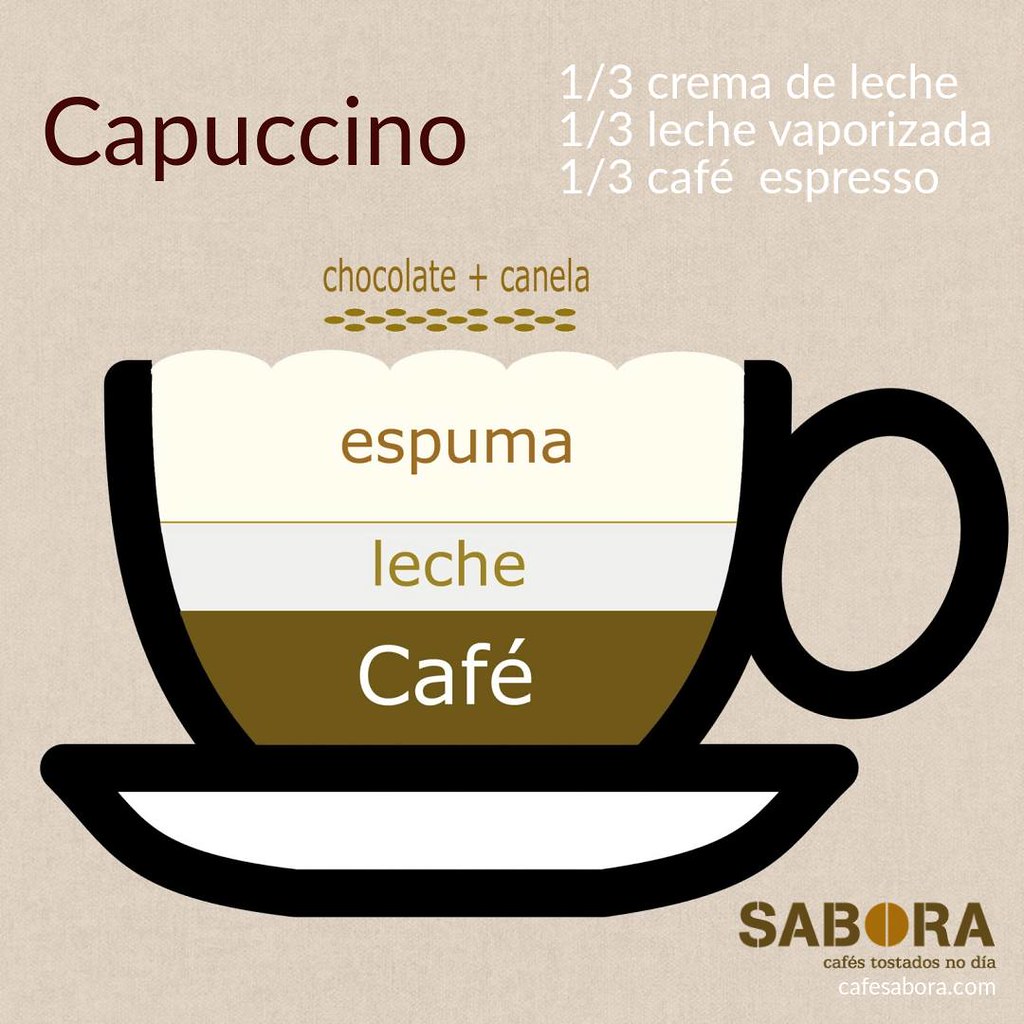 Capuccino
1/3 crema de leche
1/3 leche vaporizada
1/3 café espresso
chocolate + canela
espuma
leche
Café
SABORA
cafés tostados no día
cafesabora.com